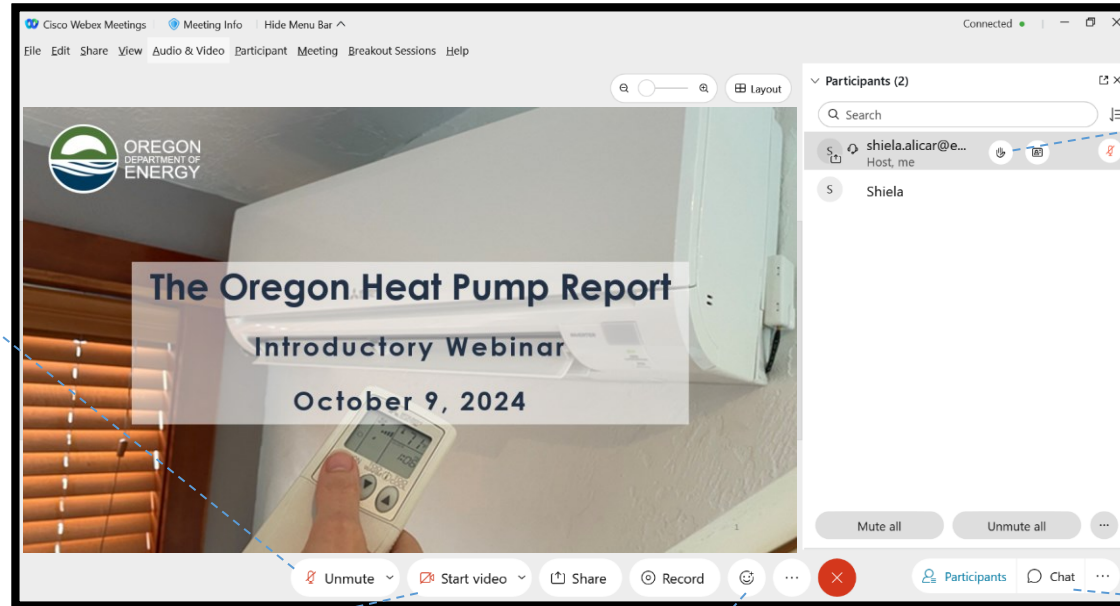 Cisco Webex Meetings Meeting Info Hide Menu Bar Connected
File Edit Share View Audio & Video Participant Meeting Breakout Sessions Help
Layout
OREGON
DEPARTMENT OF
ENERGY
The Oregon Heat Pump Report
Introductory Webinar
October 9, 2024
1
Participants (2)
Search
S shiela.alicar@e...
Host, me
S Shiela
Mute all Unmute all ...
Unmute Start video Share Record ... Participants Chat ...